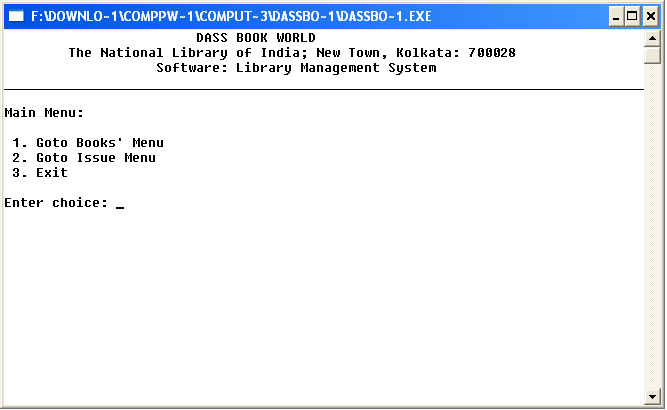 F:\DOWNLO~1\COMPPW~1\COMPUT~3\DASSBO~1\DASSBO~1.EXE
DASS BOOK WORLD
The National Library of India; New Town, Kolkata: 700028
Software: Library Management System
Main Menu:
1. Goto Books' Menu
2. Goto Issue Menu
3. Exit
Enter choice: _